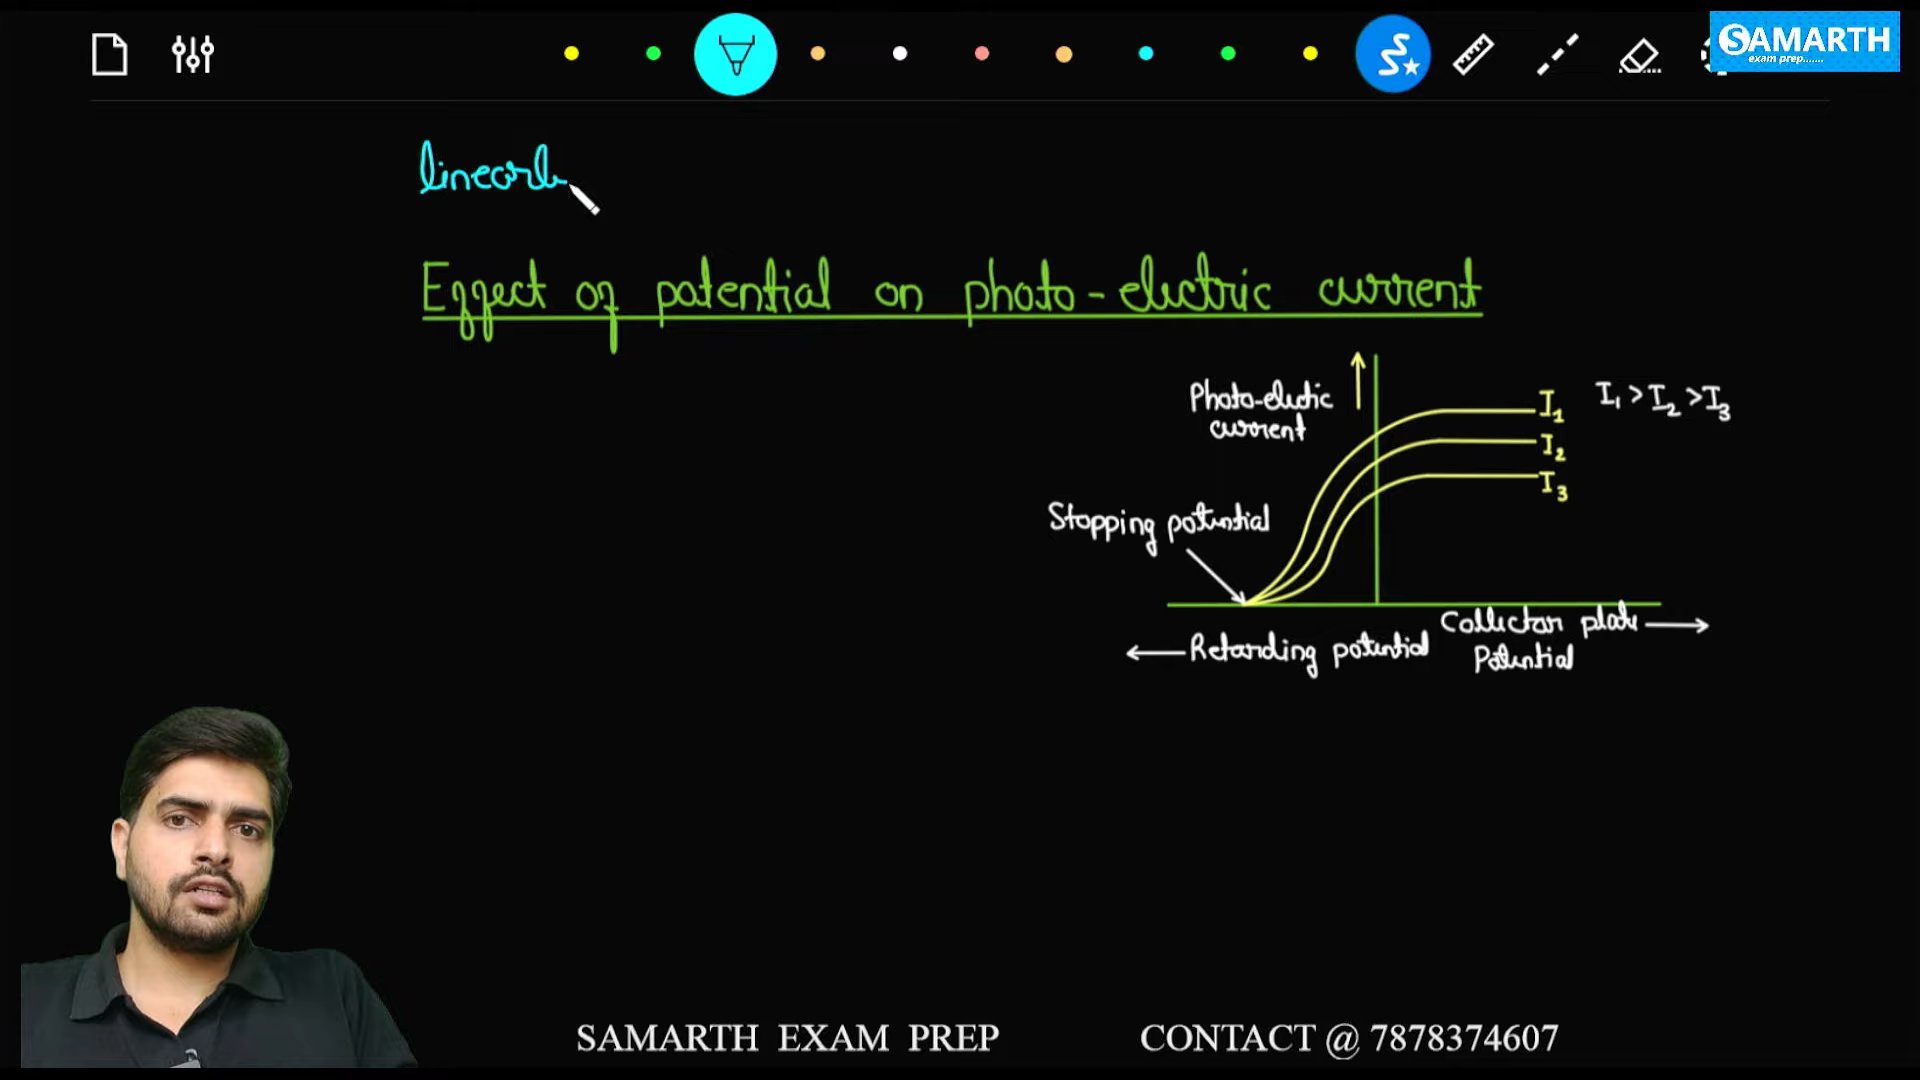 SAMARTH
exam prep.......
linearl
Effect of potential on photo-electric current
Photo-electic
current
I1
I1 > I2 > I3
I2
I3
Stopping potential
Collector plate
Potential
Retarding potential
SAMARTH EXAM PREP
CONTACT @ 7878374607